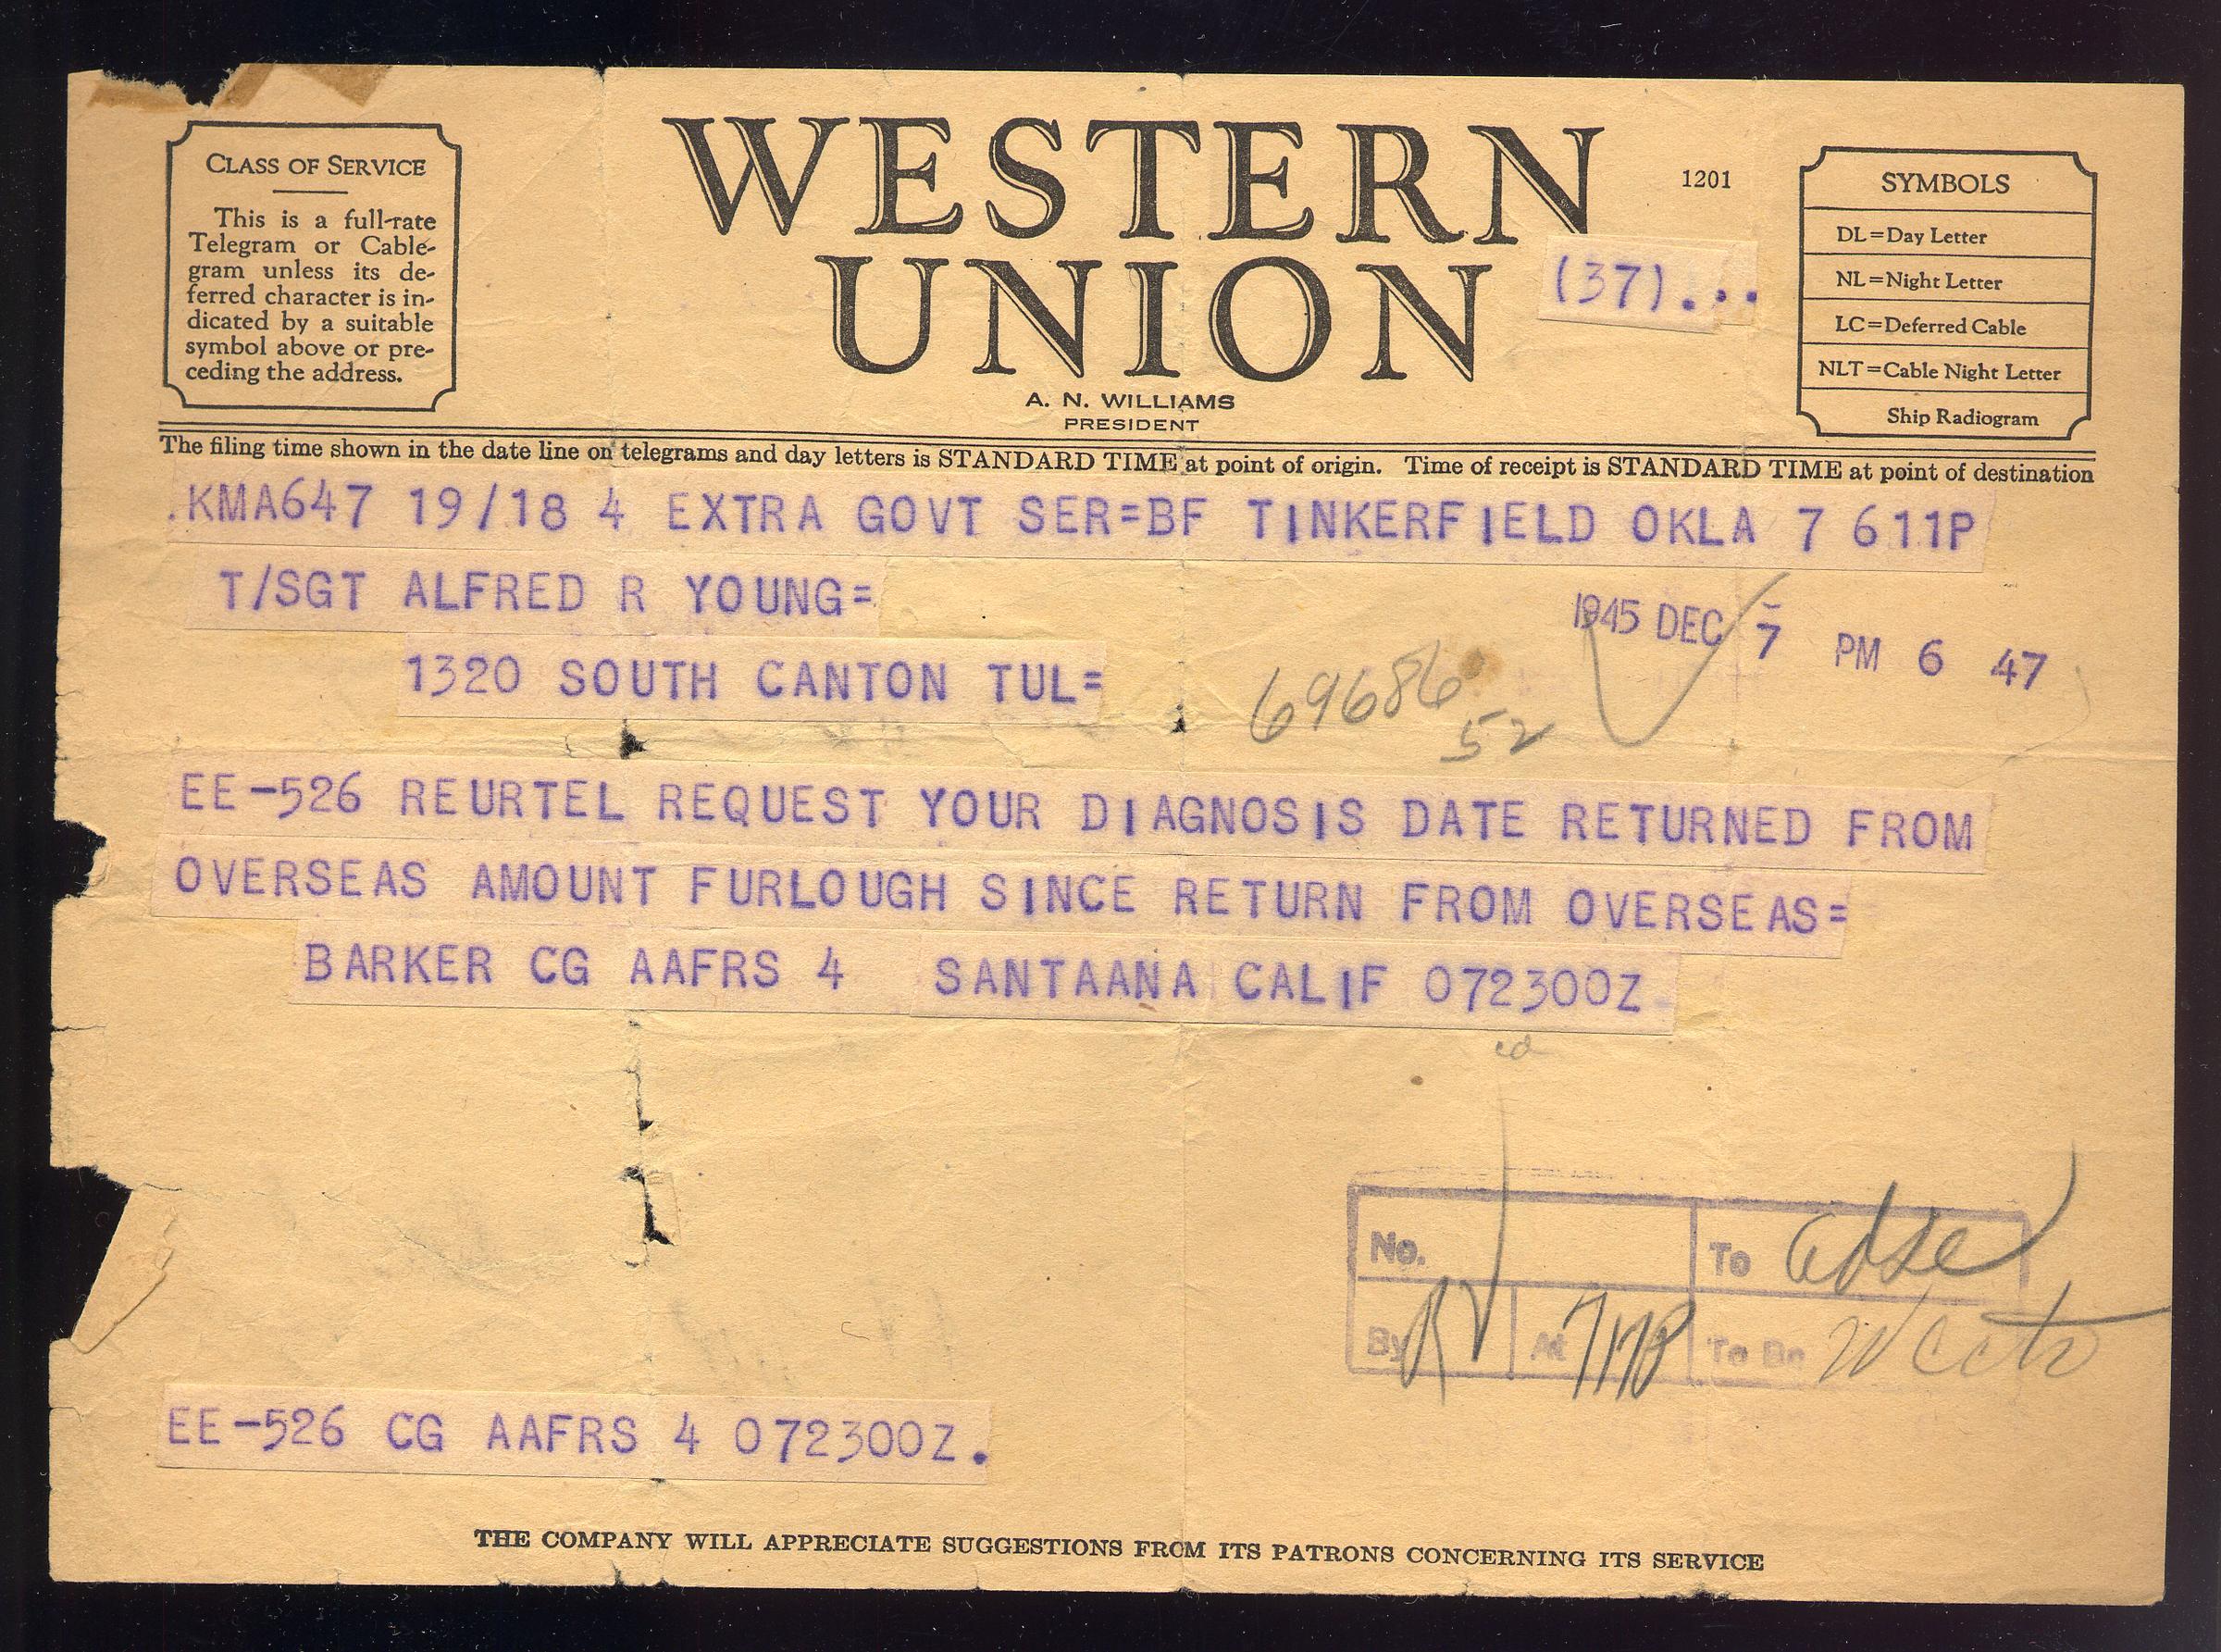 CLASS OF SERVICE
This is a full-rate
Telegram or Cable-
gram unless its de-
ferred character is in-
dicated by a suitable
symbol above or pre-
ceding the address.
WESTERN
UNION
1201
(37)...
A. N. WILLIAMS
PRESIDENT
SYMBOLS
DL=Day Letter
NL=Night Letter
LC=Deferred Cable
NLT=Cable Night Letter
Ship Radiogram
The filing time shown in the date line on telegrams and day letters is STANDARD TIME at point of origin. Time of receipt is STANDARD TIME at point of destination
.KMA647 19/18 4 EXTRA GOVT SER=BF TINKERFIELD OKLA 7 611P
T/SGT ALFRED R YOUNG=
1945 DEC 7 PM 6 47
1320 SOUTH CANTON TUL=
69686
52
EE-526 REURTEL REQUEST YOUR DIAGNOSIS DATE RETURNED FROM
OVERSEAS AMOUNT FURLOUGH SINCE RETURN FROM OVERSEAS=
BARKER CG AAFRS 4 SANTAANA CALIF 072300Z
No.
To
By
At
To Be
EE-526 CG AAFRS 4 072300Z.
THE COMPANY WILL APPRECIATE SUGGESTIONS FROM ITS PATRONS CONCERNING ITS SERVICE